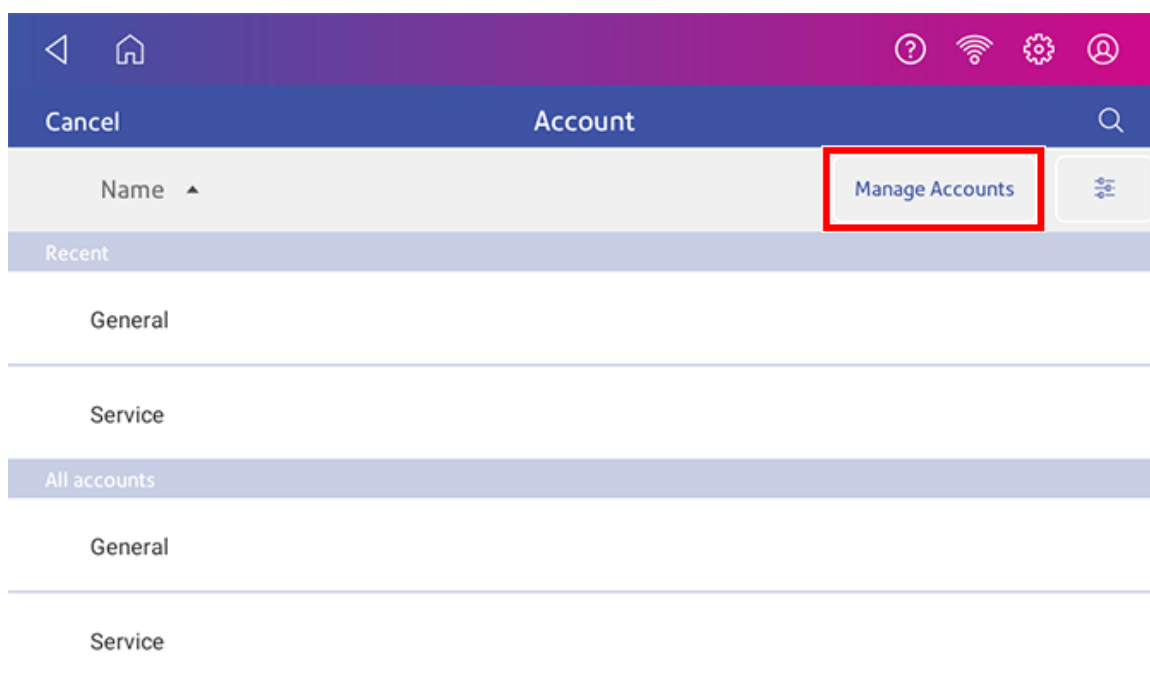 Cancel Account
Name Manage Accounts
Recent
General
Service
All accounts
General
Service